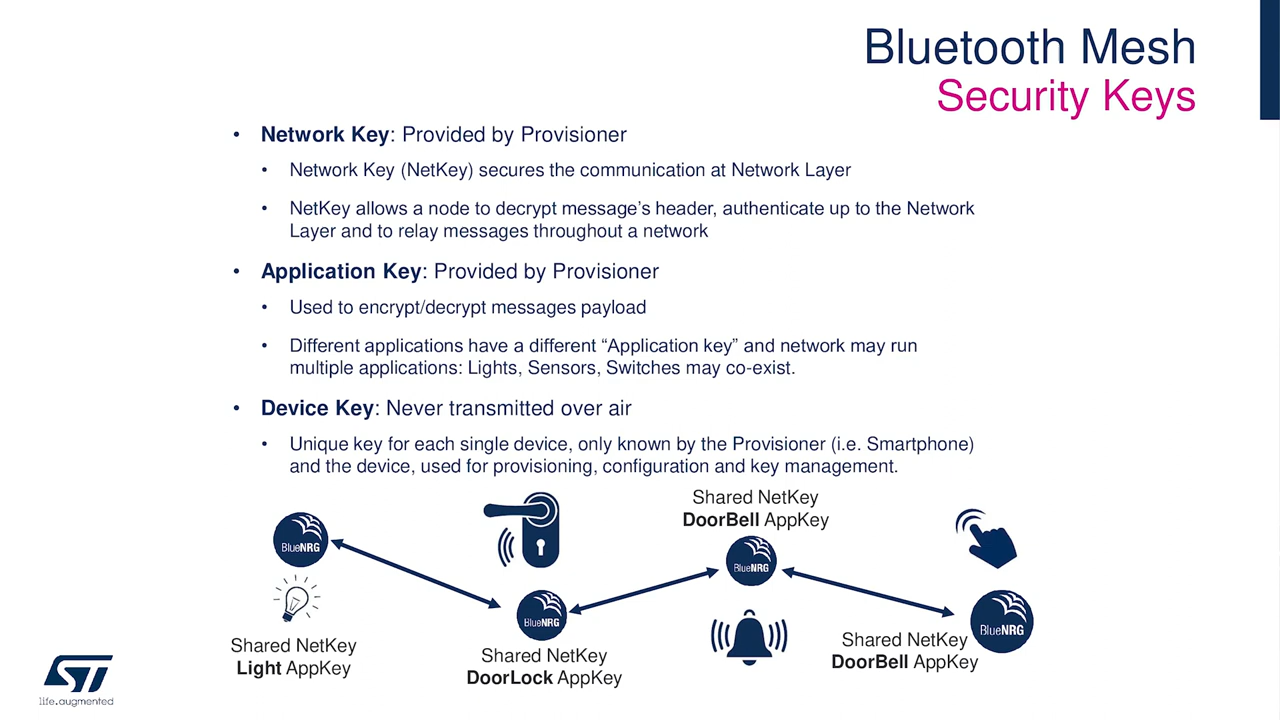 Bluetooth Mesh
Security Keys
• Network Key: Provided by Provisioner
• Network Key (NetKey) secures the communication at Network Layer
• NetKey allows a node to decrypt message’s header, authenticate up to the Network
Layer and to relay messages throughout a network
• Application Key: Provided by Provisioner
• Used to encrypt/decrypt messages payload
• Different applications have a different “Application key” and network may run
multiple applications: Lights, Sensors, Switches may co-exist.
• Device Key: Never transmitted over air
• Unique key for each single device, only known by the Provisioner (i.e. Smartphone)
and the device, used for provisioning, configuration and key management.
BlueNRG
Shared NetKey
Light AppKey
BlueNRG
Shared NetKey
DoorLock AppKey
Shared NetKey
DoorBell AppKey
BlueNRG
BlueNRG
Shared NetKey
DoorBell AppKey
ST
life.augmented